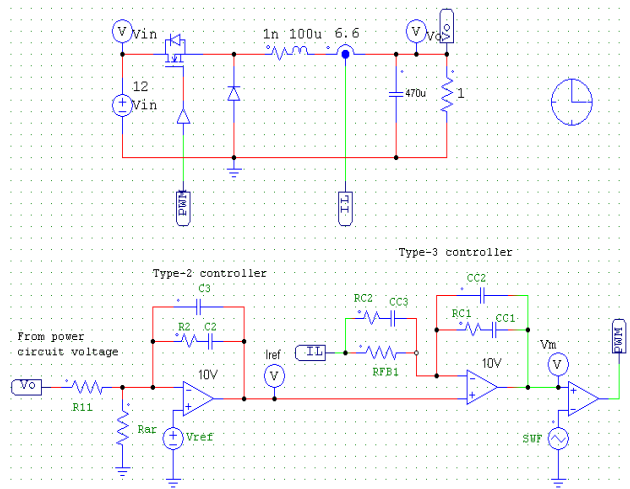 Vin
1n 100u 6.6
Vo
Vo
12
Vin
470u
1
PWM
IL
Type-3 controller
Type-2 controller
C3
CC2
RC2
CC3
RC1
CC1
From power
circuit voltage
R2
C2
IL
Iref
V
10V
RFB1
10V
Vm
V
PWM
Vo
R11
Rar
Vref
SWF